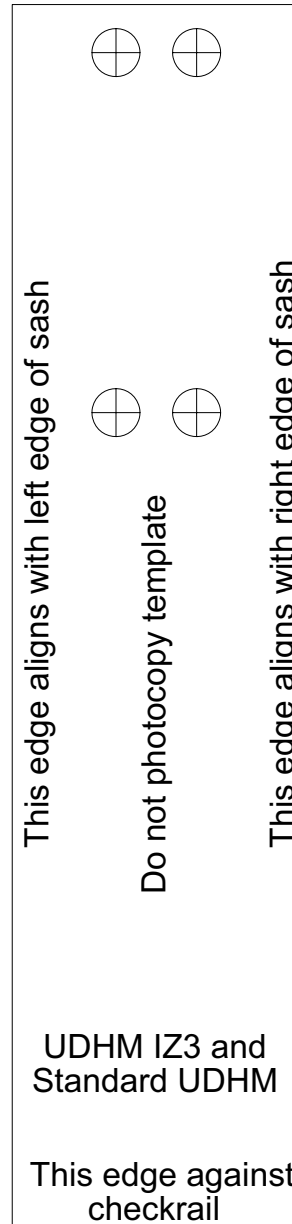 This edge aligns with left edge of sash
Do not photocopy template
This edge aligns with right edge of sash
UDHM IZ3 and
Standard UDHM
This edge against
checkrail